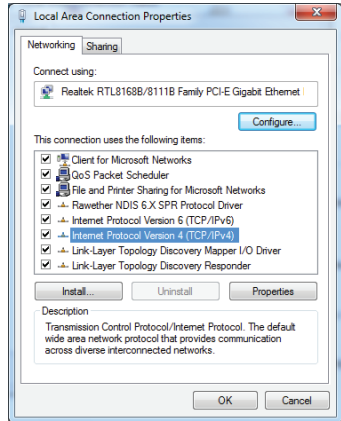 Local Area Connection Properties
Networking
Sharing
Connect using:
Realtek RTL8168B/8111B Family PCI-E Gigabit Ethernet
Configure...
This connection uses the following items:
Client for Microsoft Networks
QoS Packet Scheduler
File and Printer Sharing for Microsoft Networks
Rawether NDIS 6.X SPR Protocol Driver
Internet Protocol Version 6 (TCP/IPv6)
Internet Protocol Version 4 (TCP/IPv4)
Link-Layer Topology Discovery Mapper I/O Driver
Link-Layer Topology Discovery Responder
Install...
Uninstall
Properties
Description
Transmission Control Protocol/Internet Protocol. The default
wide area network protocol that provides communication
across diverse interconnected networks.
OK
Cancel